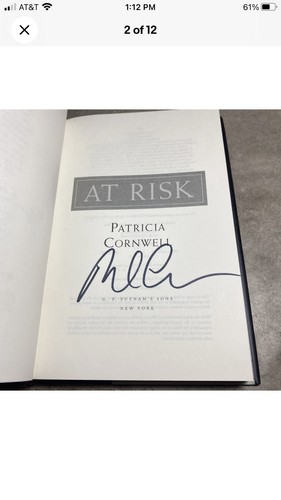 AT&T 1:12 PM 61%
2 of 12
AT RISK
PATRICIA
CORNWELL
G. P. PUTNAM'S SONS
NEW YORK